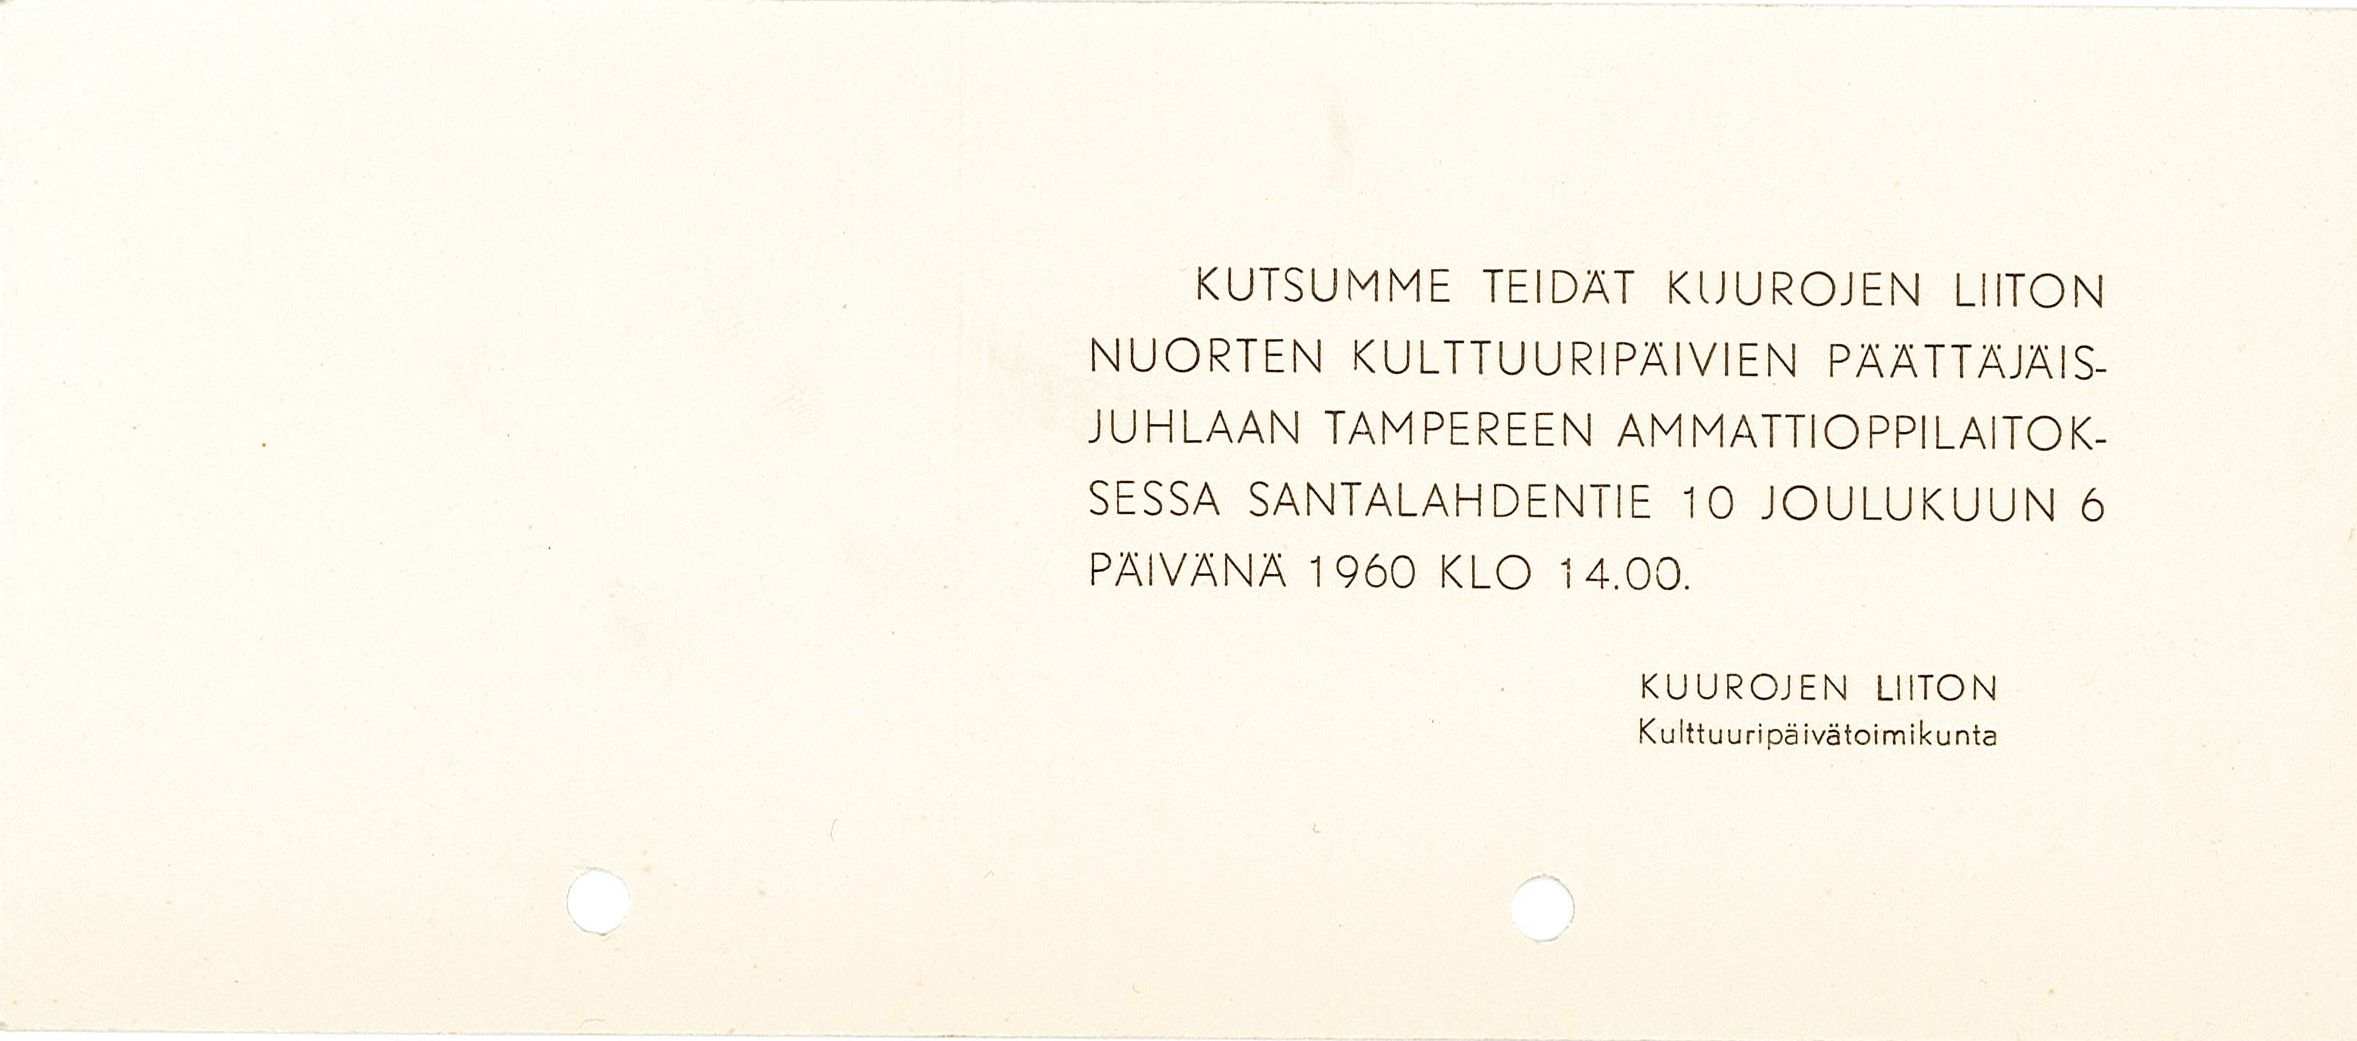 KUTSUMME TEIDÄT KUUROJEN LIITON
NUORTEN KULTTUURIPÄIVIEN PÄÄTTÄJÄIS-
JUHLAAN TAMPEREEN AMMATTIOPPILAITOK-
SESSA SANTALAHDENTIE 10 JOULUKUUN 6
PÄIVÄNÄ 1960 KLO 14.00.
KUUROJEN LIITON
Kulttuuripäivätoimikunta